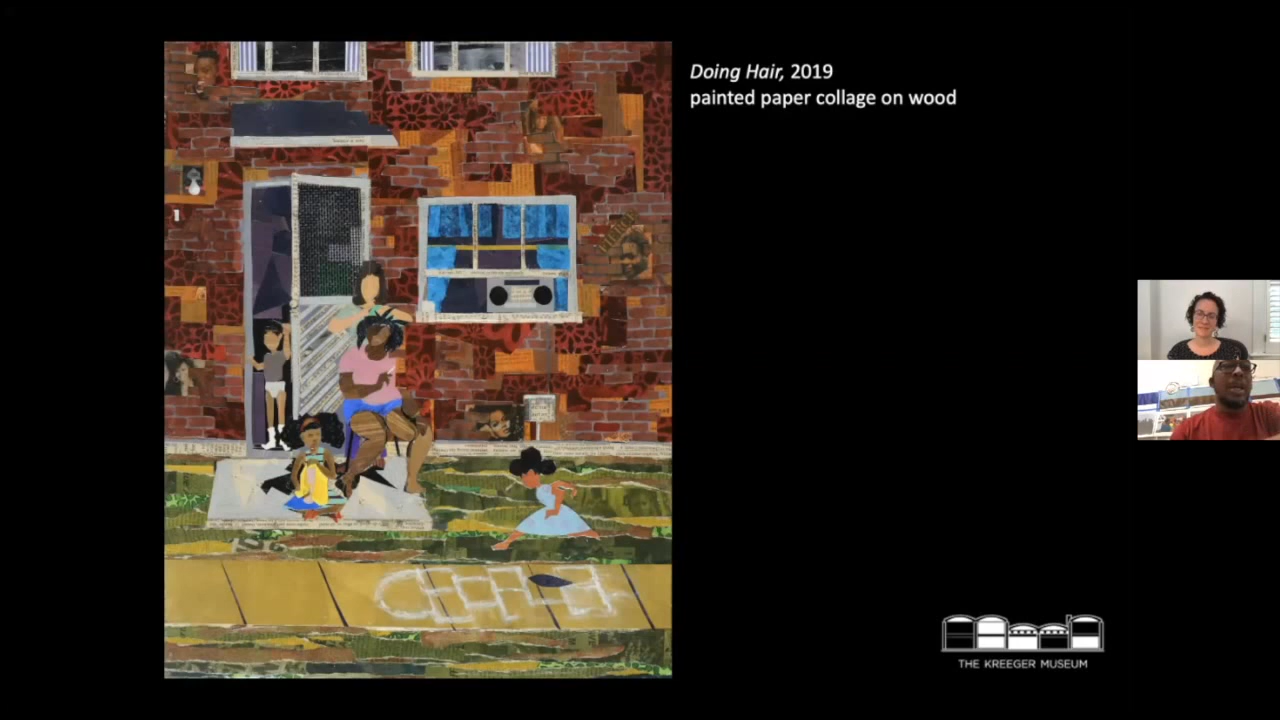 Doing Hair, 2019
painted paper collage on wood
THE KREEGER MUSEUM